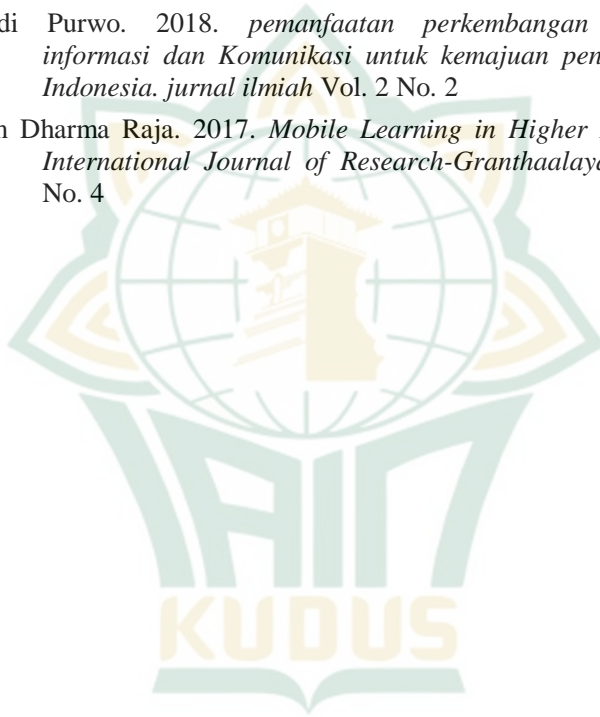 di Purwo. 2018. pemanfaatan perkembangan
informasi dan Komunikasi untuk kemajuan pen
Indonesia. jurnal ilmiah Vol. 2 No. 2
n Dharma Raja. 2017. Mobile Learning in Higher
International Journal of Research-Granthaalaya
No. 4
IAIN
KUDUS